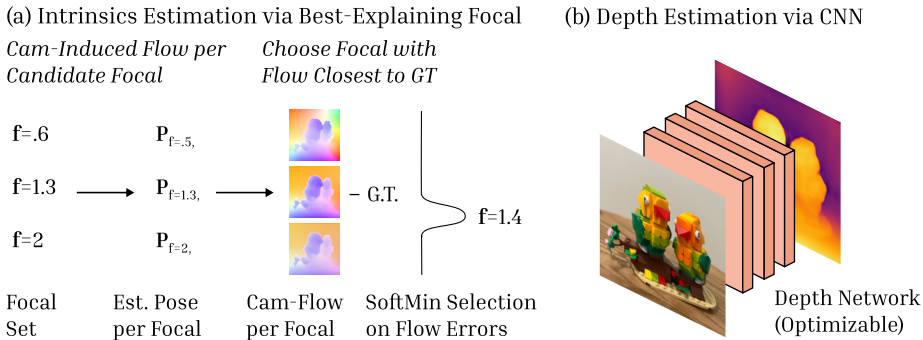 (a) Intrinsics Estimation via Best-Explaining Focal
Cam-Induced Flow per
Candidate Focal
Choose Focal with
Flow Closest to GT
f=.6
P f=.5,
f=1.3
P f=1.3,
– G.T.
f=1.4
f=2
P f=2,
Focal
Set
Est. Pose
per Focal
Cam-Flow
per Focal
SoftMin Selection
on Flow Errors
(b) Depth Estimation via CNN
Depth Network
(Optimizable)